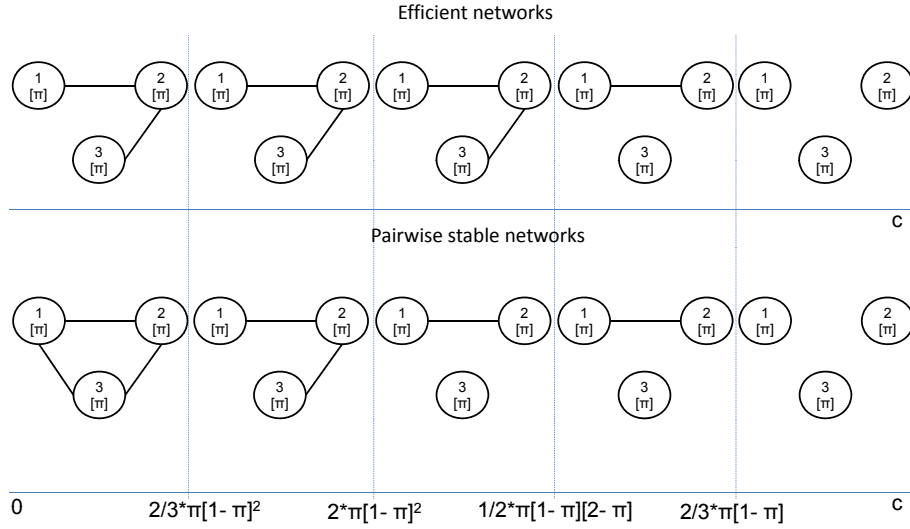 Efficient networks
1 2 1 2 1 2 1 2 1 2
[π] [π] [π] [π] [π] [π] [π] [π] [π] [π]
3 3 3 3 3
[π] [π] [π] [π] [π]
c
Pairwise stable networks
1 2 1 2 1 2 1 2 1 2
[π] [π] [π] [π] [π] [π] [π] [π] [π] [π]
3 3 3 3 3
[π] [π] [π] [π] [π]
0 2/3*π[1- π]² 2*π[1- π]² 1/2*π[1- π][2- π] 2/3*π[1- π] c